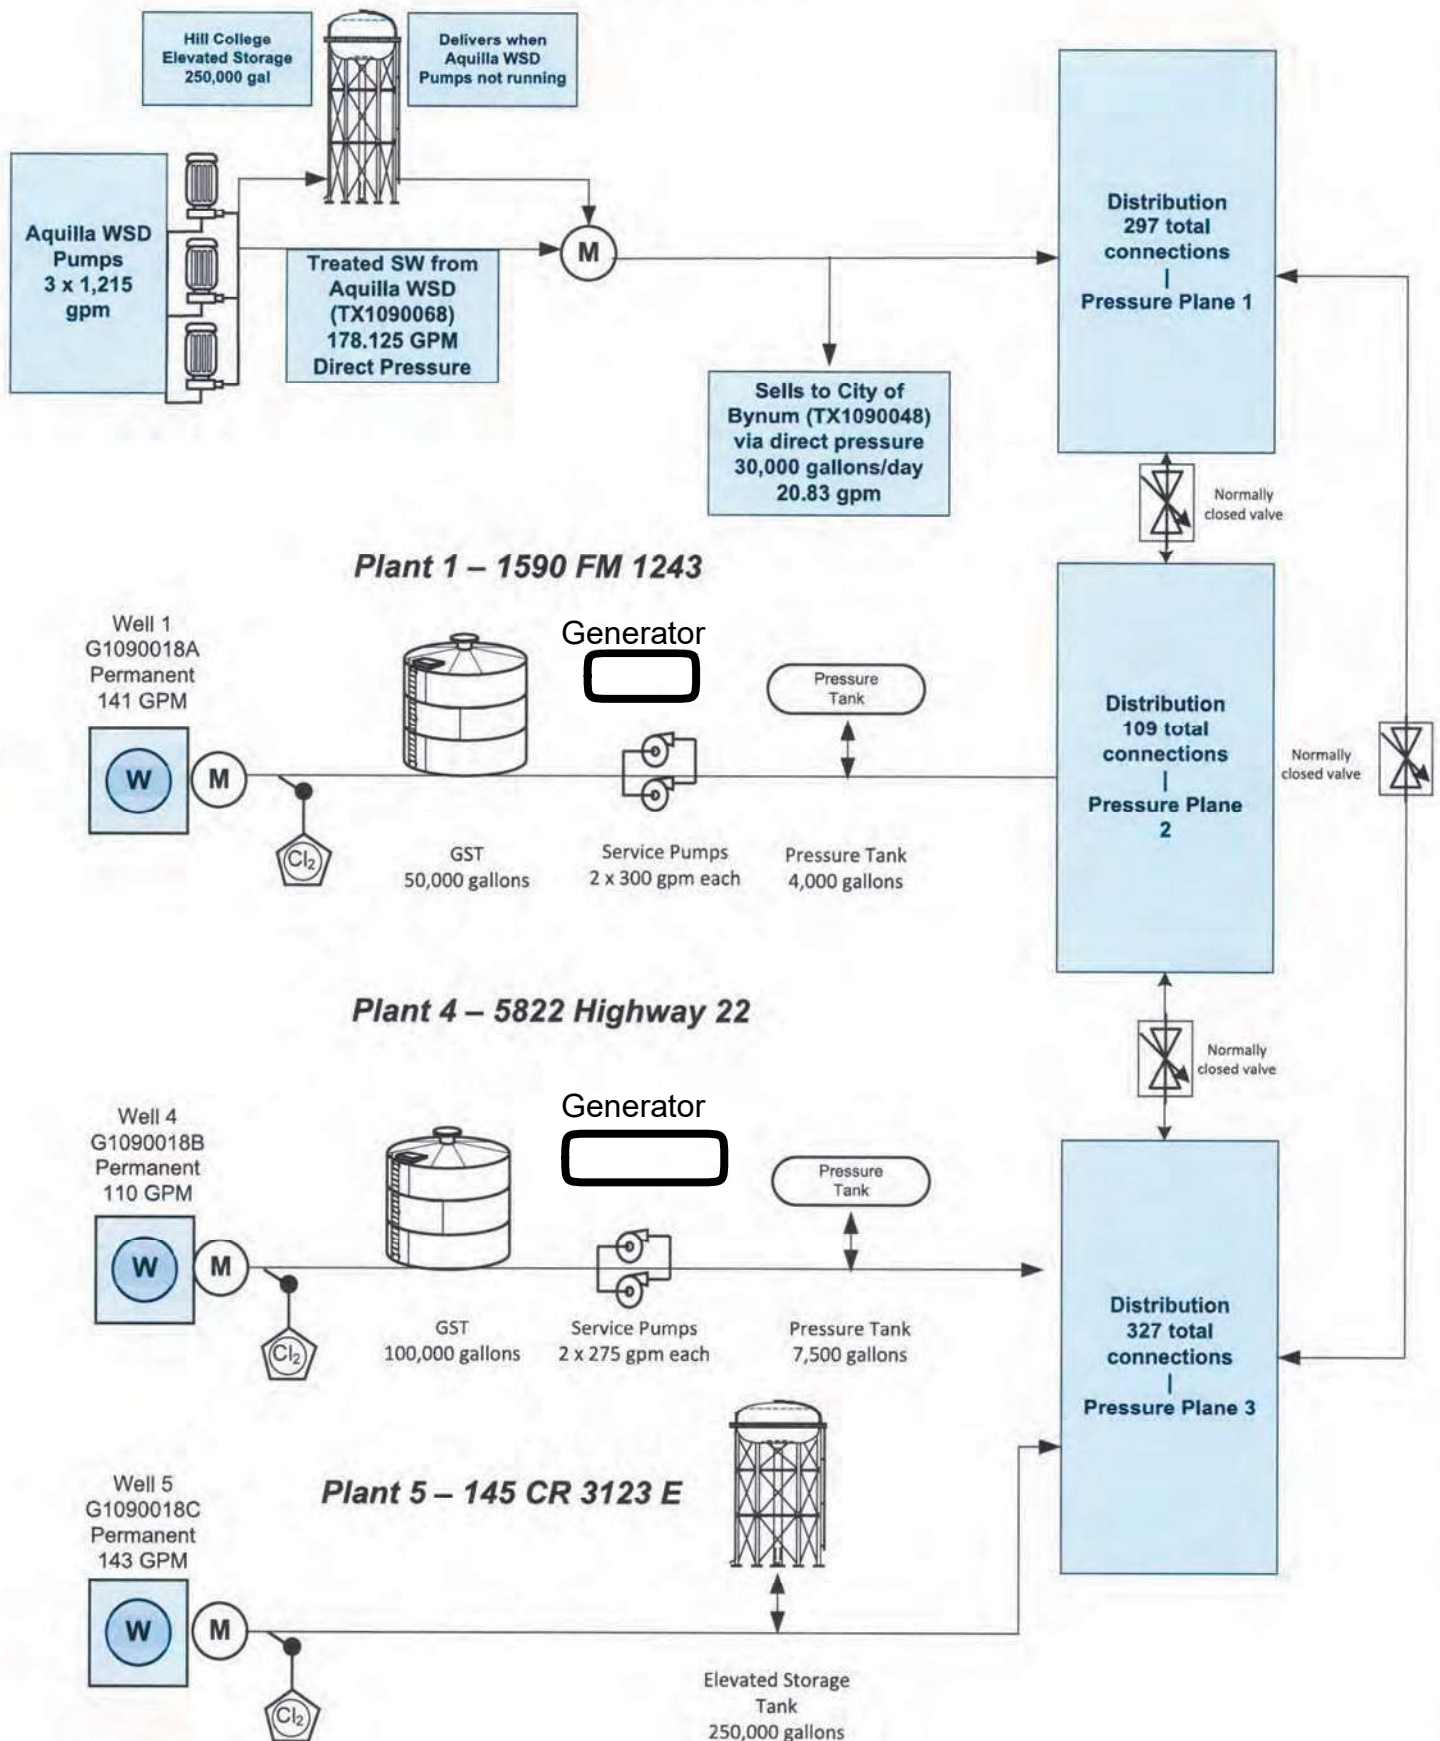 Hill College
Elevated Storage
250,000 gal
Delivers when
Aquilla WSD
Pumps not running
Aquilla WSD
Pumps
3 x 1,215
gpm
Treated SW from
Aquilla WSD
(TX1090068)
178.125 GPM
Direct Pressure
M
Sells to City of
Bynum (TX1090048)
via direct pressure
30,000 gallons/day
20.83 gpm
Distribution
297 total
connections
|
Pressure Plane 1
Normally
closed valve
Plant 1 – 1590 FM 1243
Well 1
G1090018A
Permanent
141 GPM
W
M
Cl2
GST
50,000 gallons
Generator
Service Pumps
2 x 300 gpm each
Pressure
Tank
Pressure Tank
4,000 gallons
Distribution
109 total
connections
|
Pressure Plane
2
Normally
closed valve
Normally
closed valve
Plant 4 – 5822 Highway 22
Well 4
G1090018B
Permanent
110 GPM
W
M
Cl2
GST
100,000 gallons
Generator
Service Pumps
2 x 275 gpm each
Pressure
Tank
Pressure Tank
7,500 gallons
Distribution
327 total
connections
|
Pressure Plane 3
Plant 5 – 145 CR 3123 E
Well 5
G1090018C
Permanent
143 GPM
W
M
Cl2
Elevated Storage
Tank
250,000 gallons